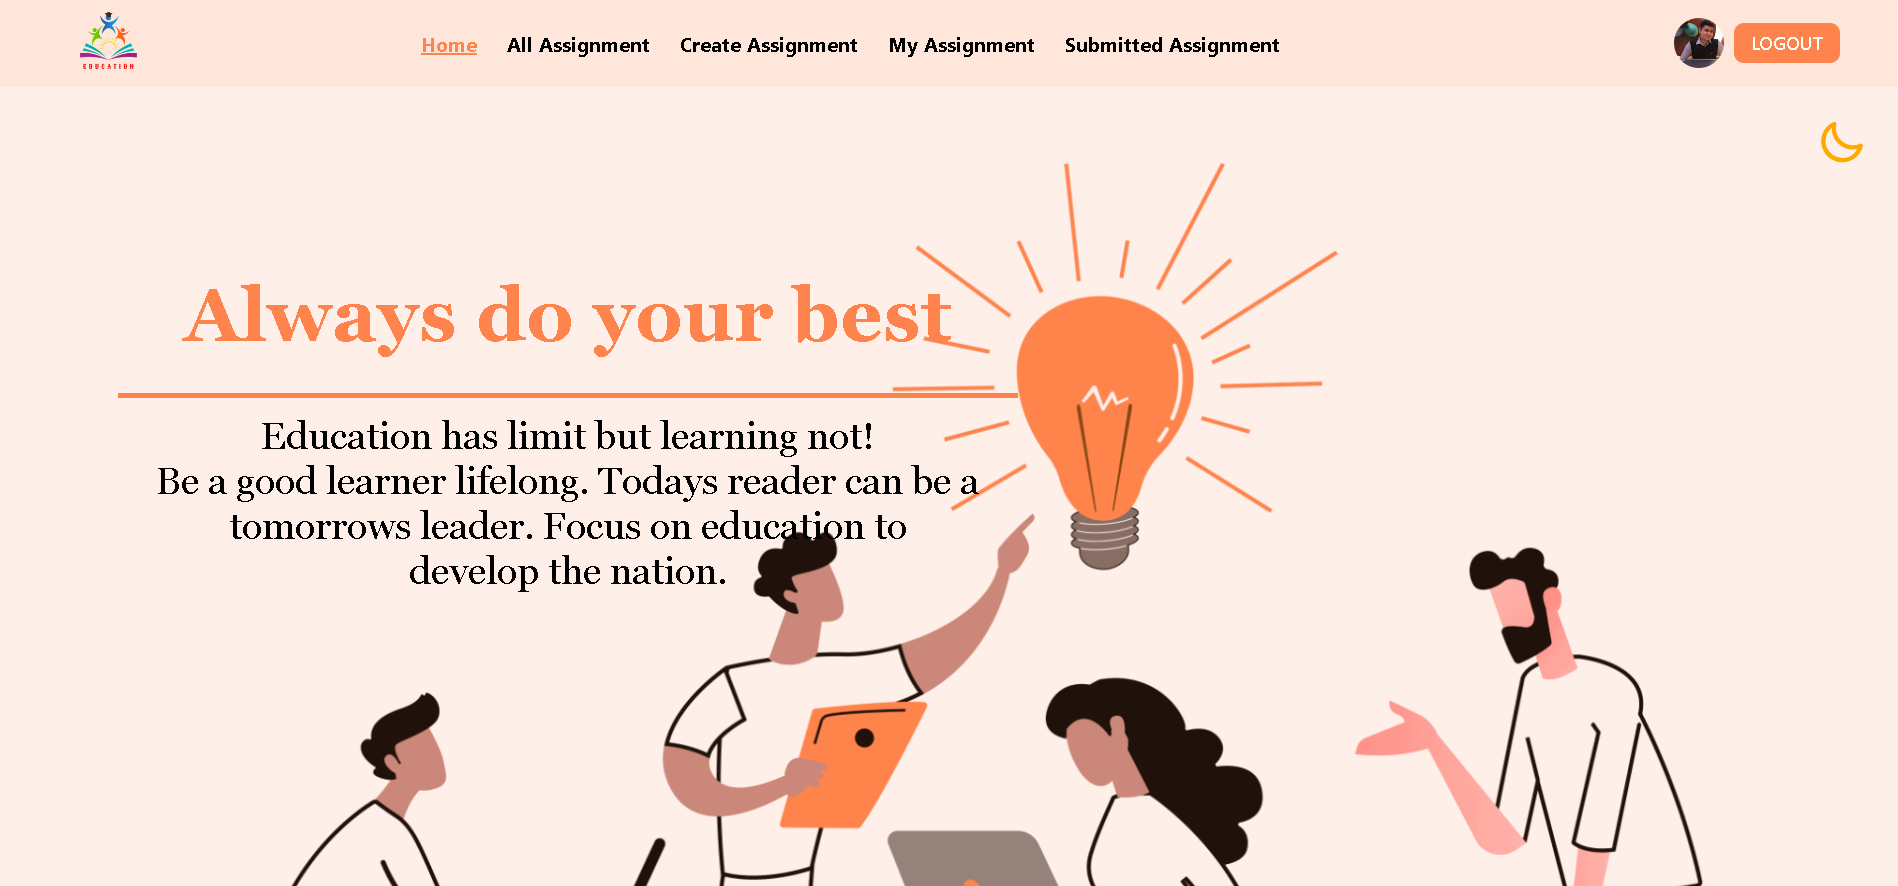 EDUCATION
Home All Assignment Create Assignment My Assignment Submitted Assignment
LOGOUT
Always do your best
Education has limit but learning not!
Be a good learner lifelong. Todays reader can be a
tomorrows leader. Focus on education to
develop the nation.